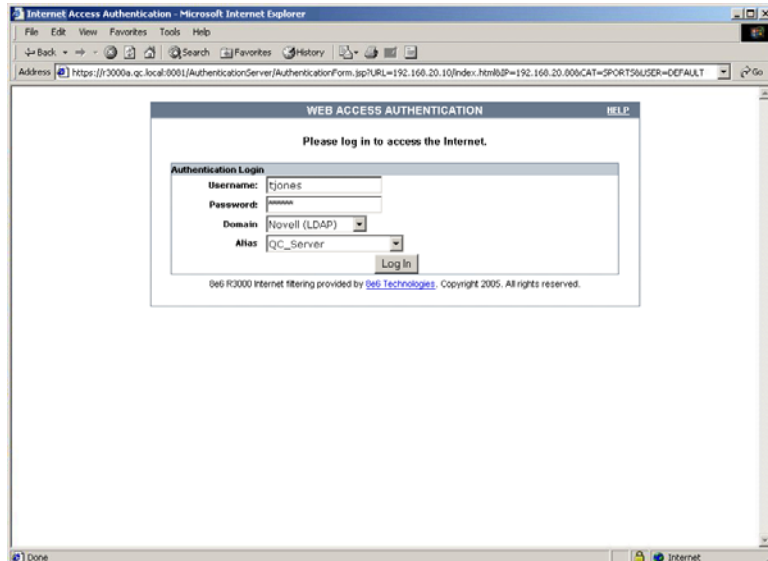 Internet Access Authentication - Microsoft Internet Explorer
File Edit View Favorites Tools Help
Back Search Favorites History
Address https://r3000a.qc.local:8081/AuthenticationServer/AuthenticationForm.jsp?URL=192.168.20.10/index.html&IP=192.168.20.80&CAT=SPORTS&USER=DEFAULT Go
WEB ACCESS AUTHENTICATION HELP
Please log in to access the Internet.
Authentication Login
Username: tjones
Password: ******
Domain Novell (LDAP)
Alias QC_Server
Log In
8e6 R3000 Internet filtering provided by 8e6 Technologies. Copyright 2005. All rights reserved.
Done Internet